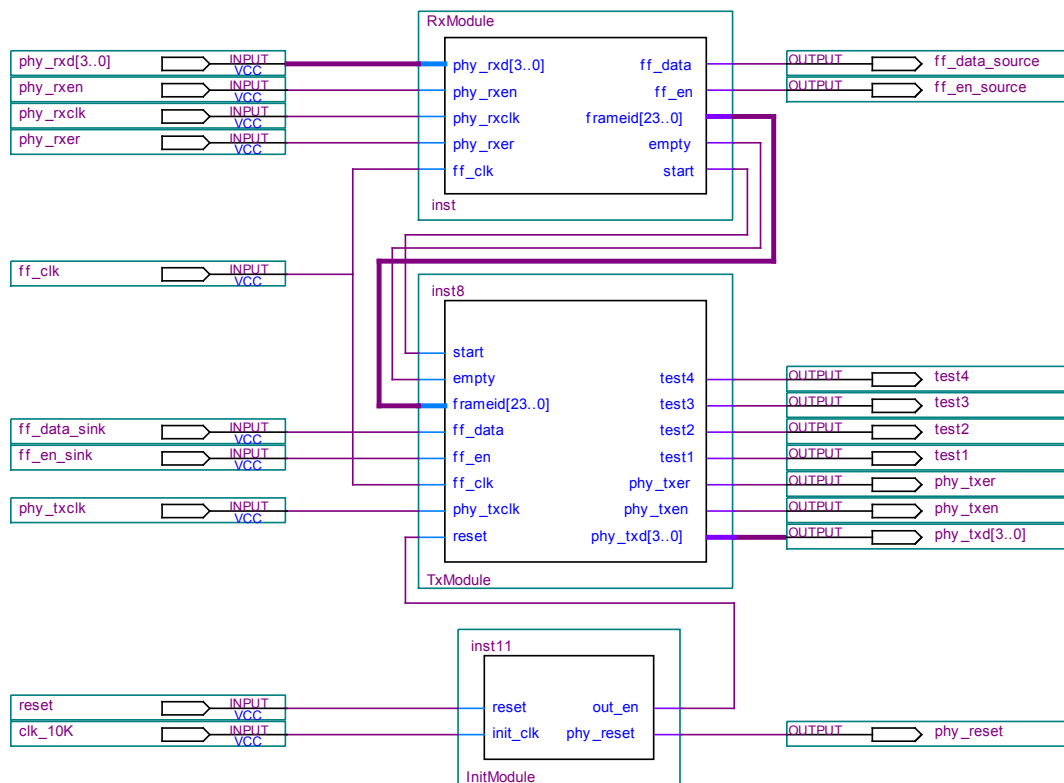 RxModule
phy_rxd[3..0] INPUT VCC
phy_rxen INPUT VCC
phy_rxclk INPUT VCC
phy_rxer INPUT VCC
phy_rxd[3..0] ff_data
phy_rxen ff_en
phy_rxclk frameid[23..0]
phy_rxer empty
ff_clk start
inst
OUTPUT ff_data_source
OUTPUT ff_en_source
ff_clk INPUT VCC
inst8
start
empty test4
frameid[23..0] test3
ff_data test2
ff_en test1
ff_clk phy_txer
phy_txclk phy_txen
reset phy_txd[3..0]
TxModule
ff_data_sink INPUT VCC
ff_en_sink INPUT VCC
phy_txclk INPUT VCC
OUTPUT test4
OUTPUT test3
OUTPUT test2
OUTPUT test1
OUTPUT phy_txer
OUTPUT phy_txen
OUTPUT phy_txd[3..0]
inst11
reset INPUT VCC
clk_10K INPUT VCC
reset out_en
init_clk phy_reset
InitModule
OUTPUT phy_reset